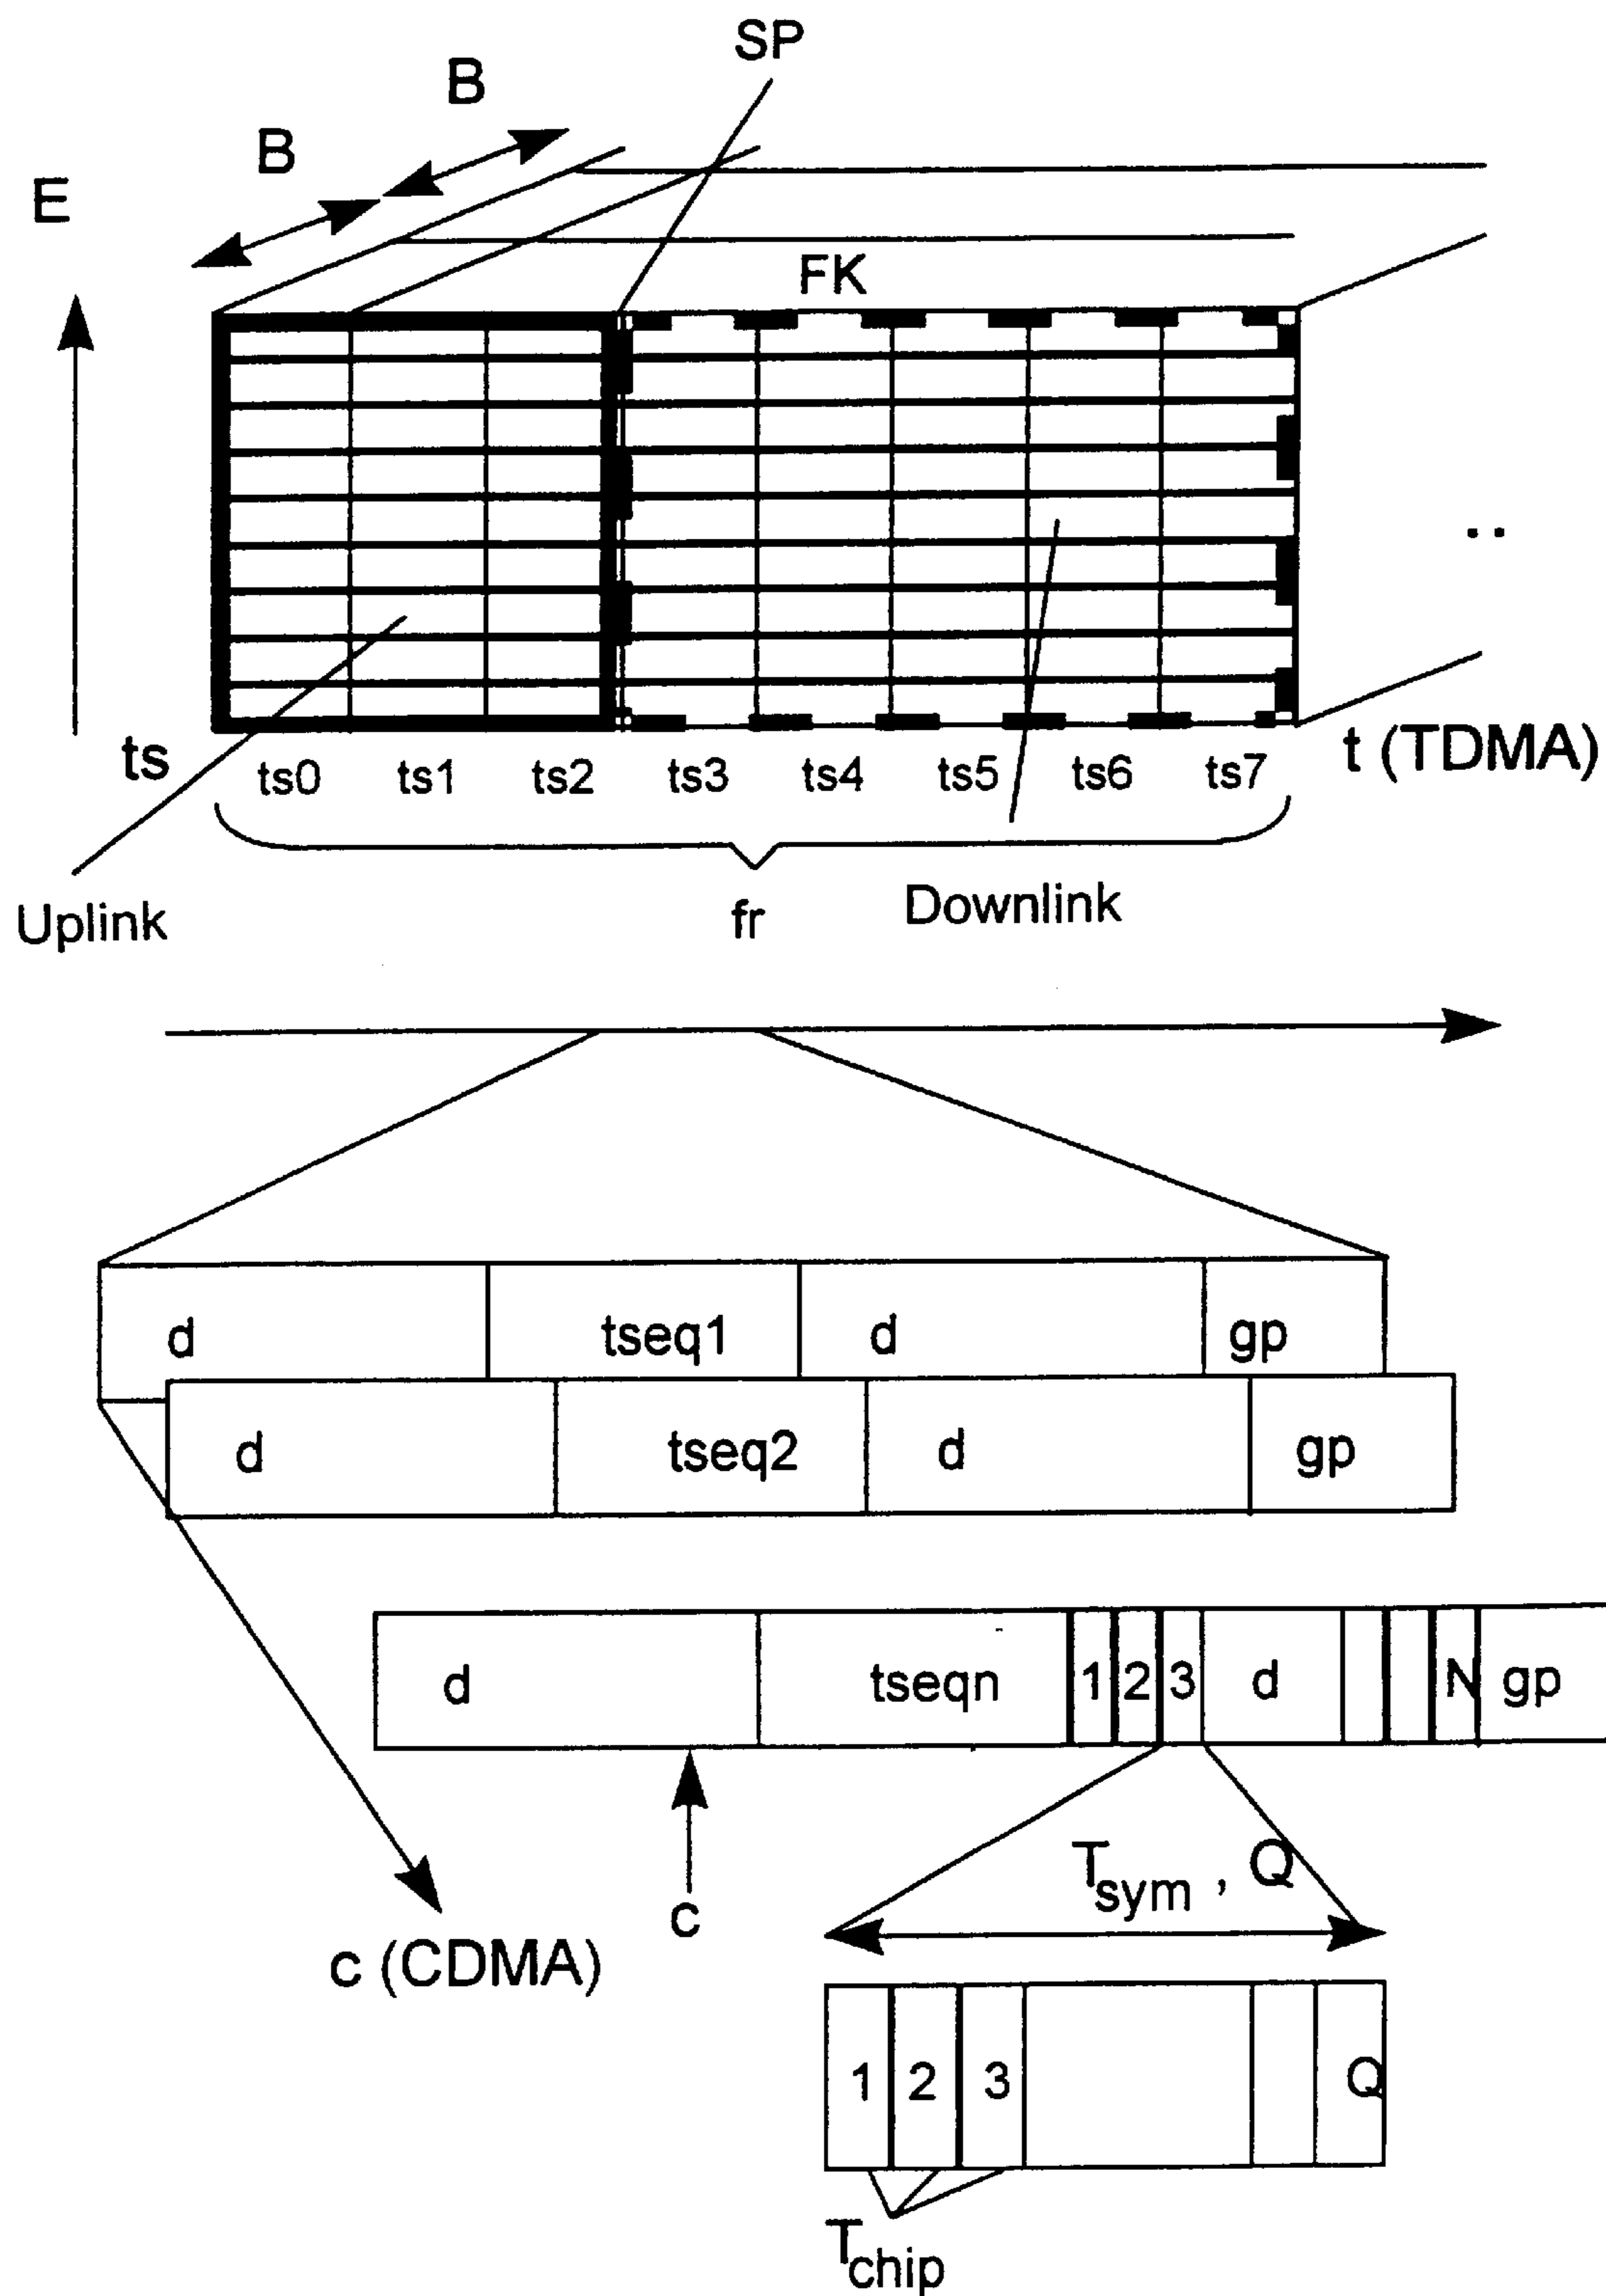 SP
B
B
E
FK
..
ts
ts0 ts1 ts2 ts3 ts4 ts5 ts6 ts7
t (TDMA)
Uplink
fr
Downlink
d tseq1 d gp
d tseq2 d gp
d tseqn 1 2 3 d N gp
Tsym , Q
c
c (CDMA)
1 2 3 Q
Tchip